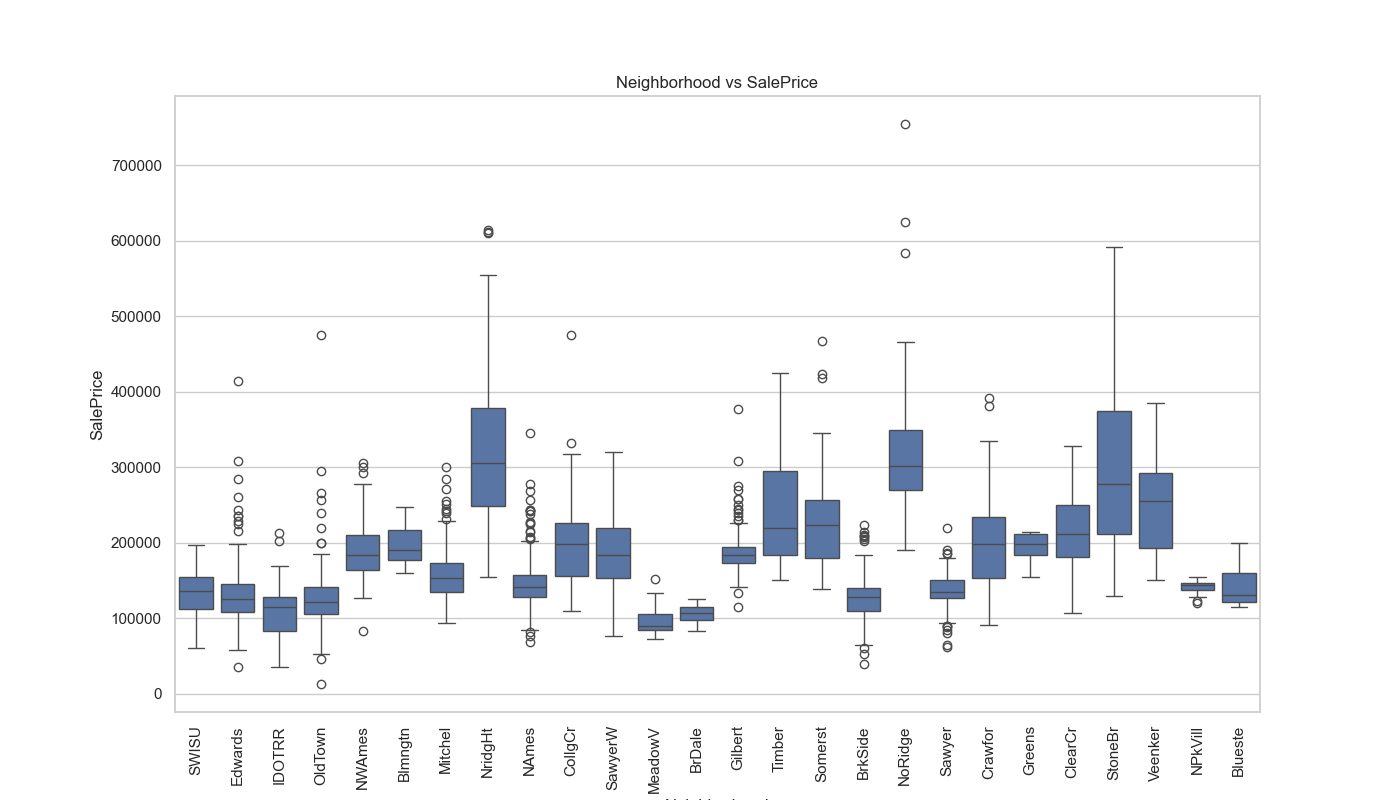 Neighborhood vs SalePrice
SalePrice
700000
600000
500000
400000
300000
200000
100000
0
SWISU
Edwards
IDOTRR
OldTown
NWAmes
Blmngtn
Mitchel
NridgHt
NAmes
CollgCr
SawyerW
MeadowV
BrDale
Gilbert
Timber
Somerst
BrkSide
NoRidge
Sawyer
Crawfor
Greens
ClearCr
StoneBr
Veenker
NPkVill
Blueste